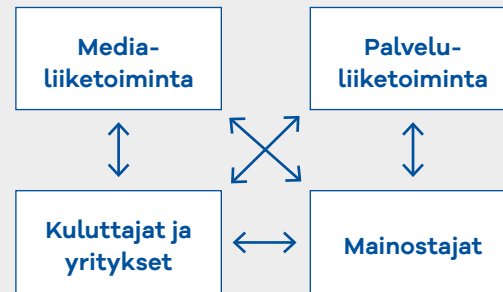 Media-
liiketoiminta
Palvelu-
liiketoiminta
Kuluttajat ja
yritykset
Mainostajat